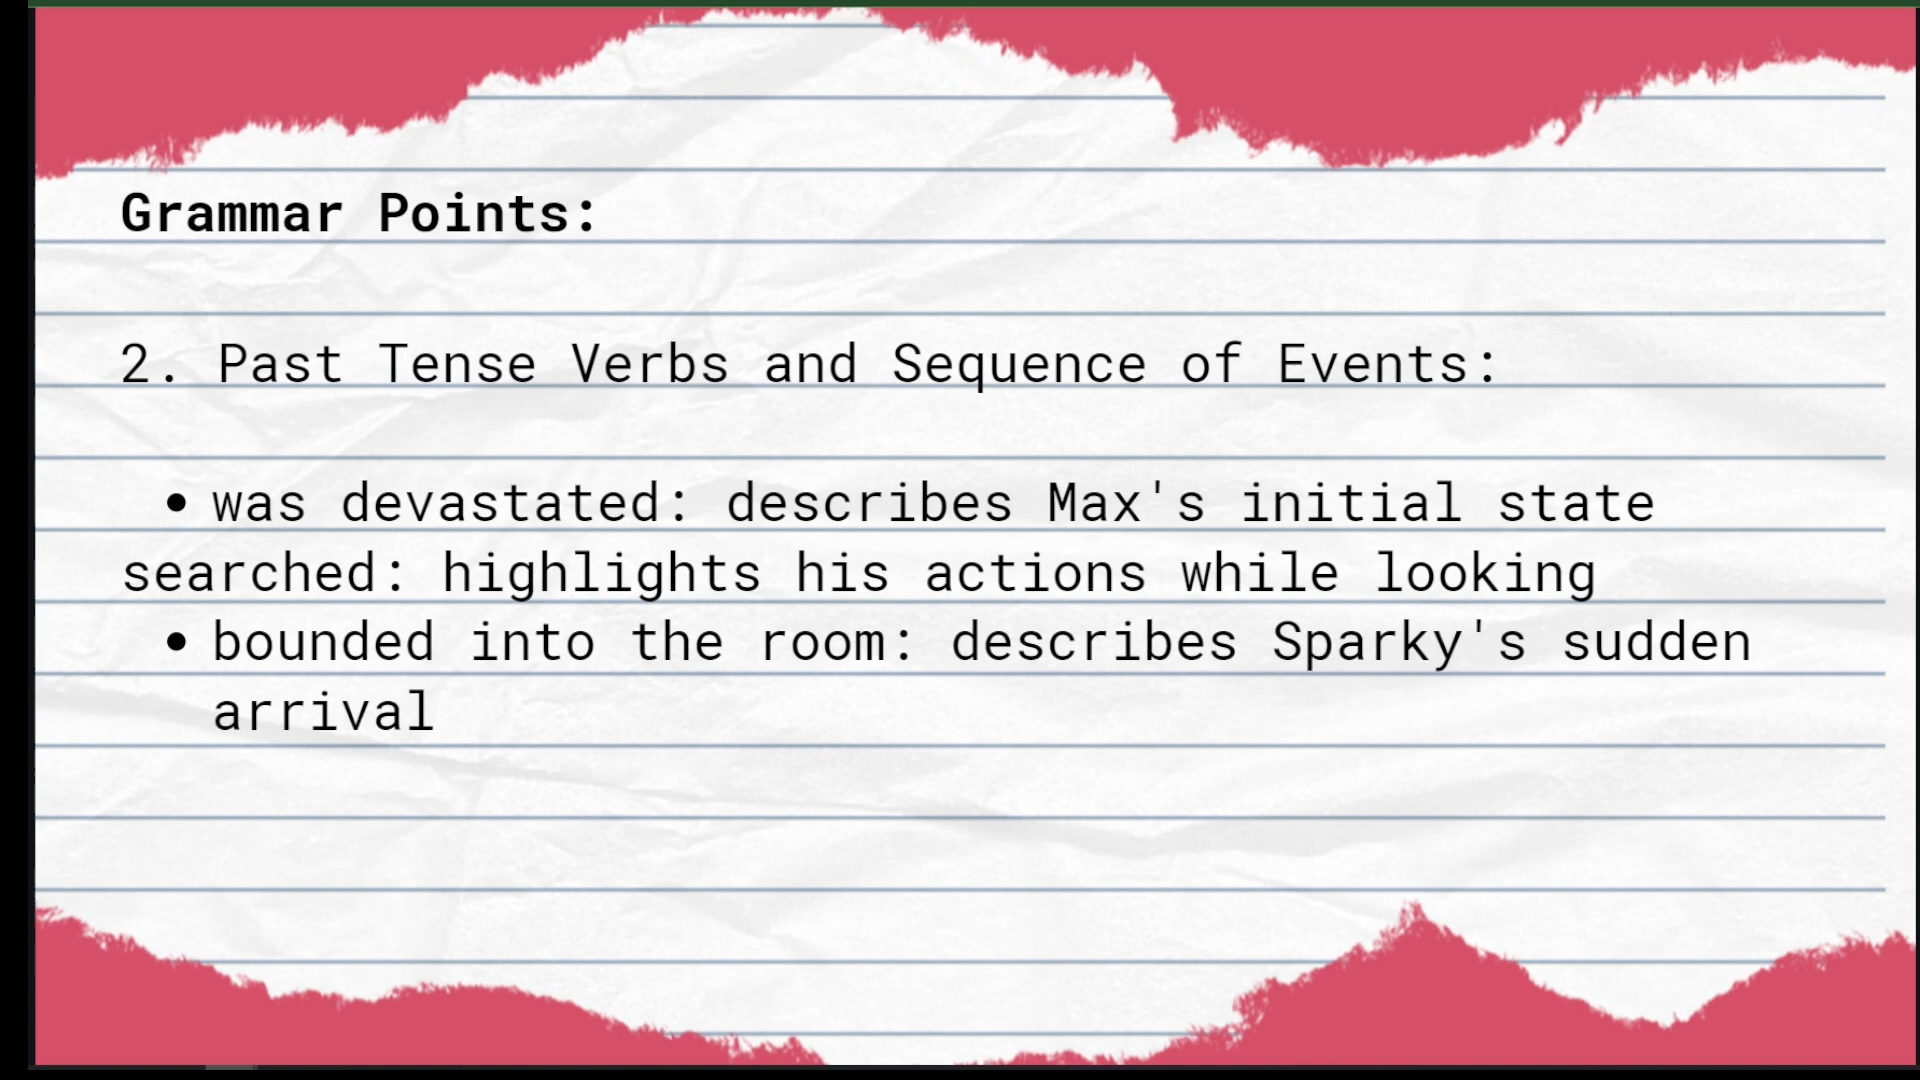 Grammar Points:
2. Past Tense Verbs and Sequence of Events:
• was devastated: describes Max's initial state
searched: highlights his actions while looking
• bounded into the room: describes Sparky's sudden
arrival